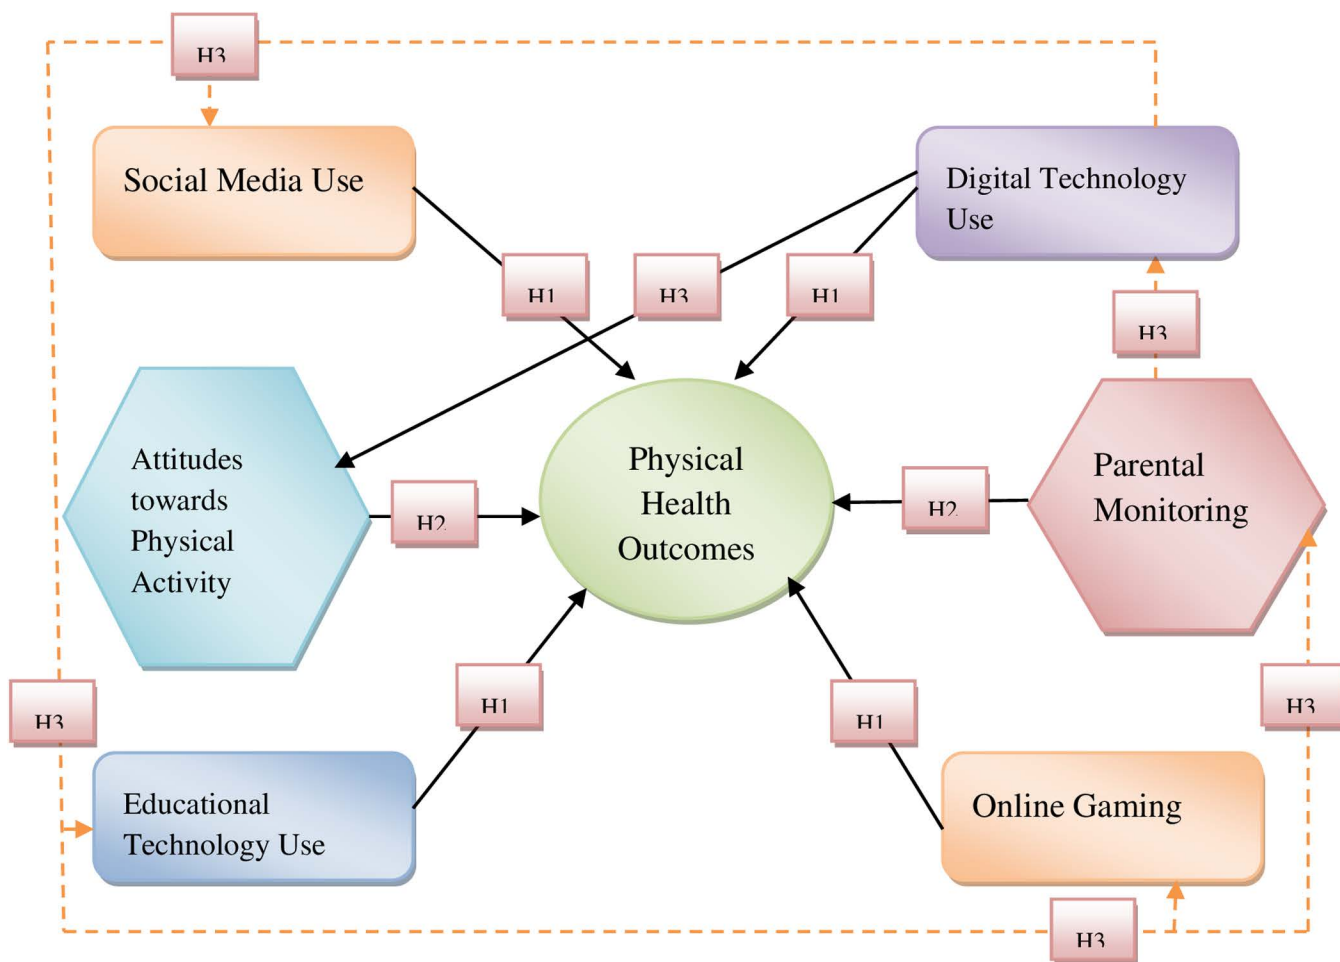 H3
Social Media Use
Digital Technology
Use
H1
H3
H1
H3
Attitudes
towards
Physical
Activity
H2
Physical
Health
Outcomes
H2
Parental
Monitoring
H1
H3
H1
H3
Educational
Technology Use
Online Gaming
H3